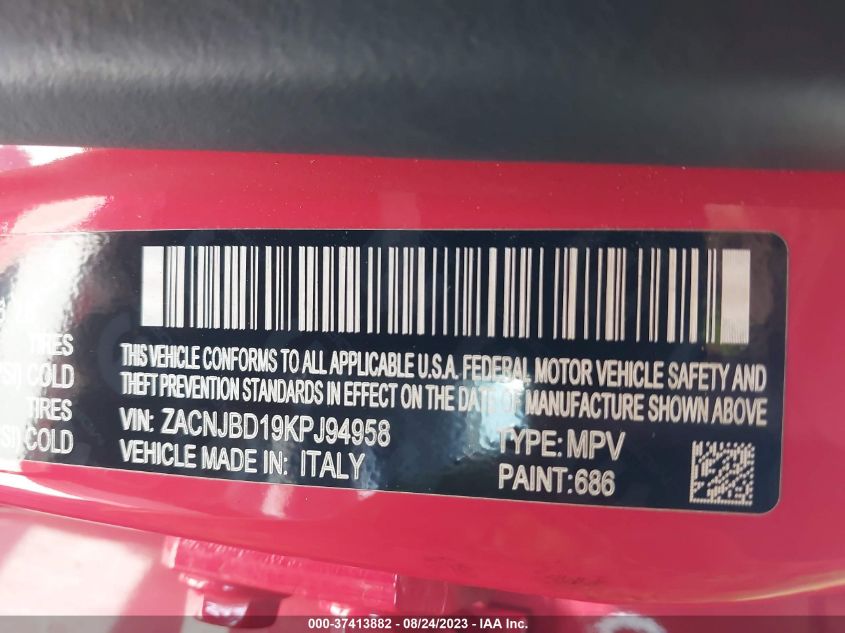 TIRES
SI) COLD
TIRES
SI) COLD
THIS VEHICLE CONFORMS TO ALL APPLICABLE U.S.A. FEDERAL MOTOR VEHICLE SAFETY AND
THEFT PREVENTION STANDARDS IN EFFECT ON THE DATE OF MANUFACTURE SHOWN ABOVE
VIN: ZACNJBD19KPJ94958 TYPE: MPV
VEHICLE MADE IN: ITALY PAINT:686
000-37413882 - 08/24/2023 - IAA Inc.